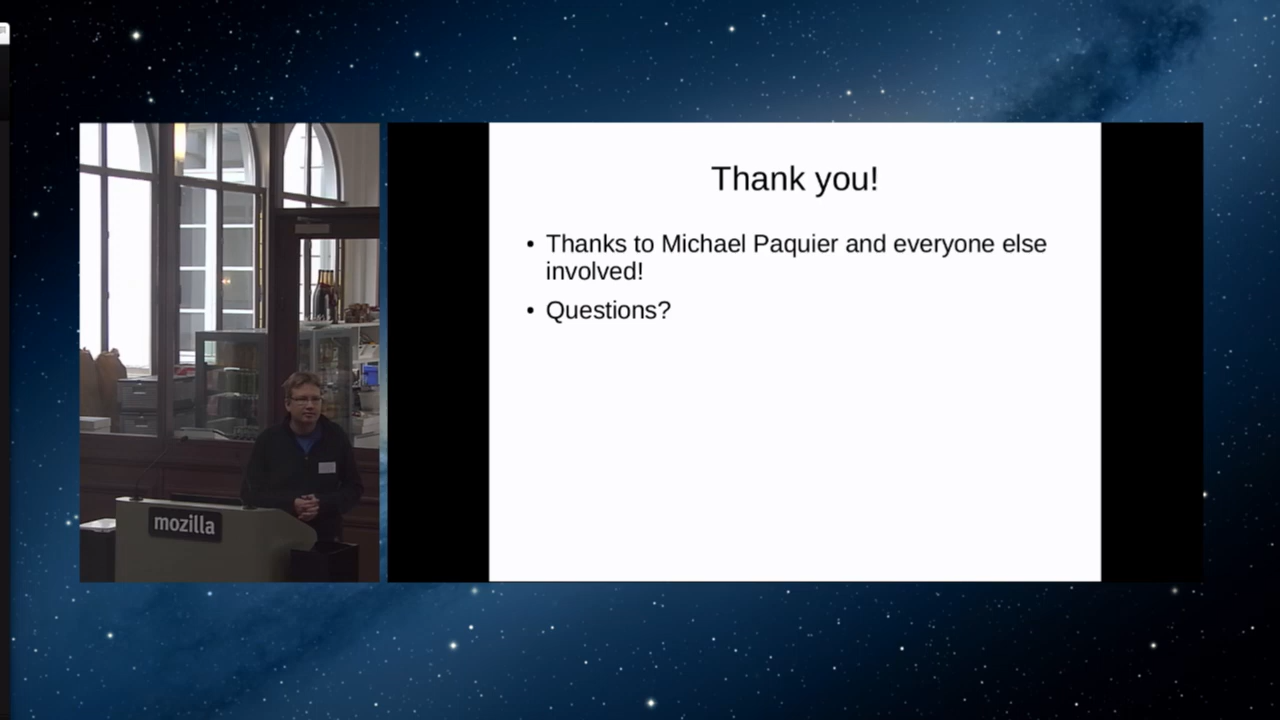 Thank you!
• Thanks to Michael Paquier and everyone else
involved!
• Questions?
mozilla